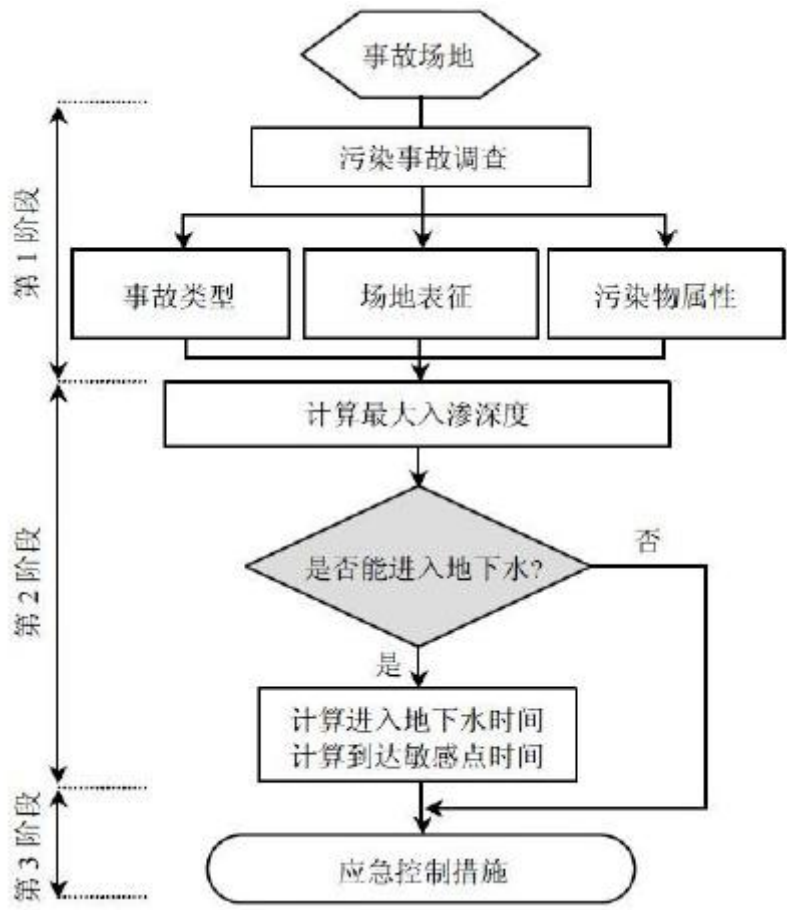 事故场地
污染事故调查
第 1 阶段
事故类型
场地表征
污染物属性
计算最大入渗深度
第 2 阶段
是否能进入地下水?
否
是
计算进入地下水时间
计算到达敏感点时间
第 3 阶段
应急控制措施